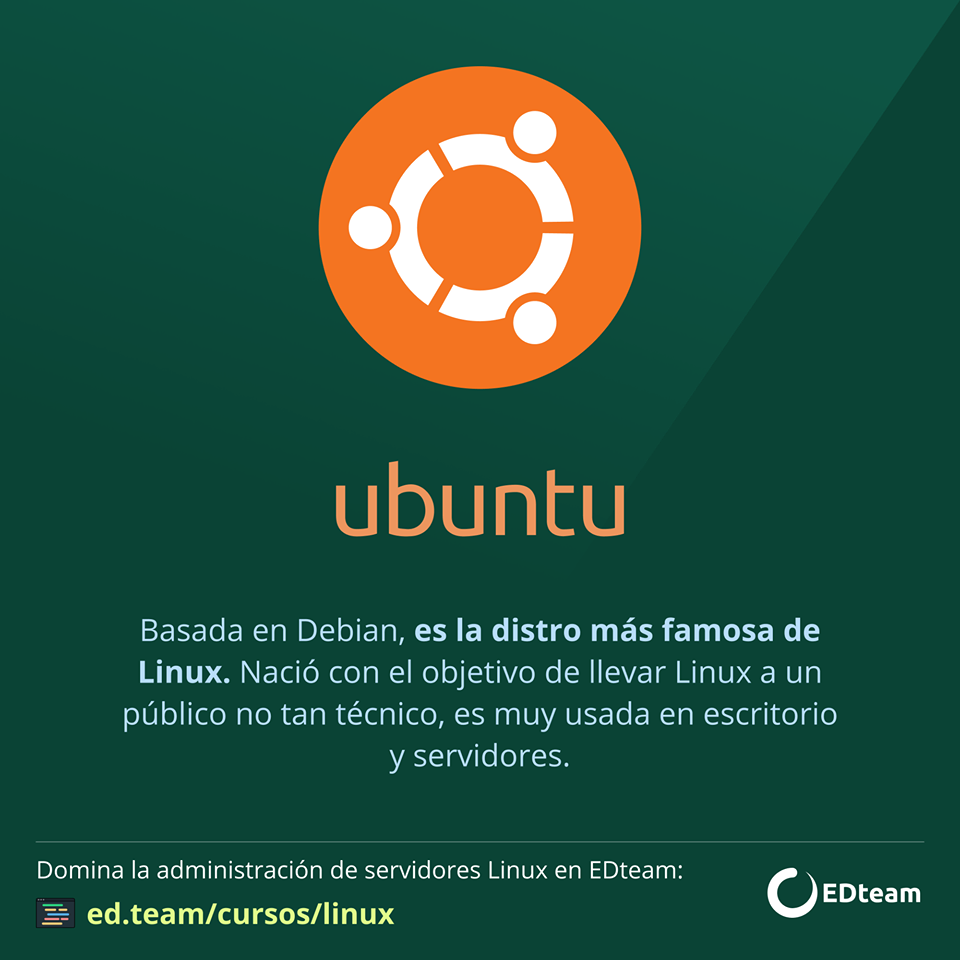 ubuntu
Basada en Debian, es la distro más famosa de
Linux. Nació con el objetivo de llevar Linux a un
público no tan técnico, es muy usada en escritorio
y servidores.
Domina la administración de servidores Linux en EDteam:
ed.team/cursos/linux
EDteam